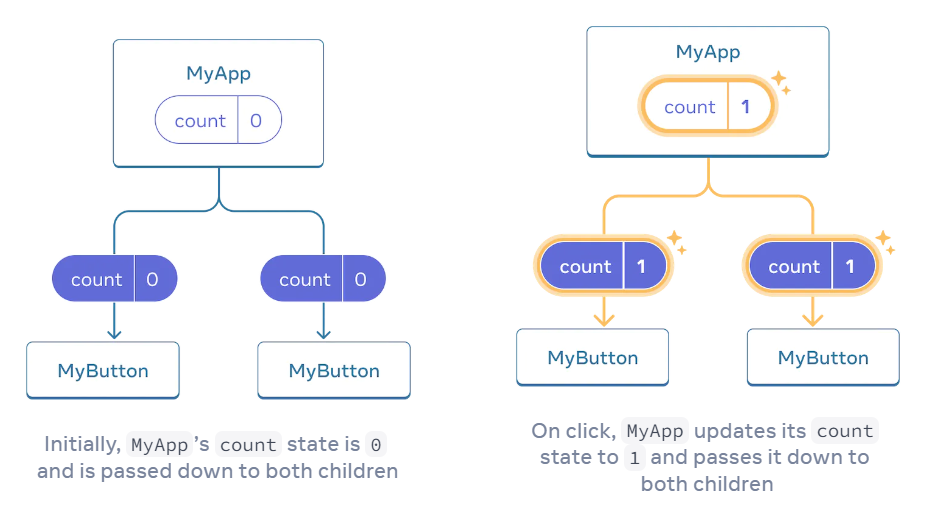 MyApp
count 0
count 0
count 0
MyButton
MyButton
Initially, MyApp's count state is 0
and is passed down to both children
MyApp
count 1
count 1
count 1
MyButton
MyButton
On click, MyApp updates its count
state to 1 and passes it down to
both children